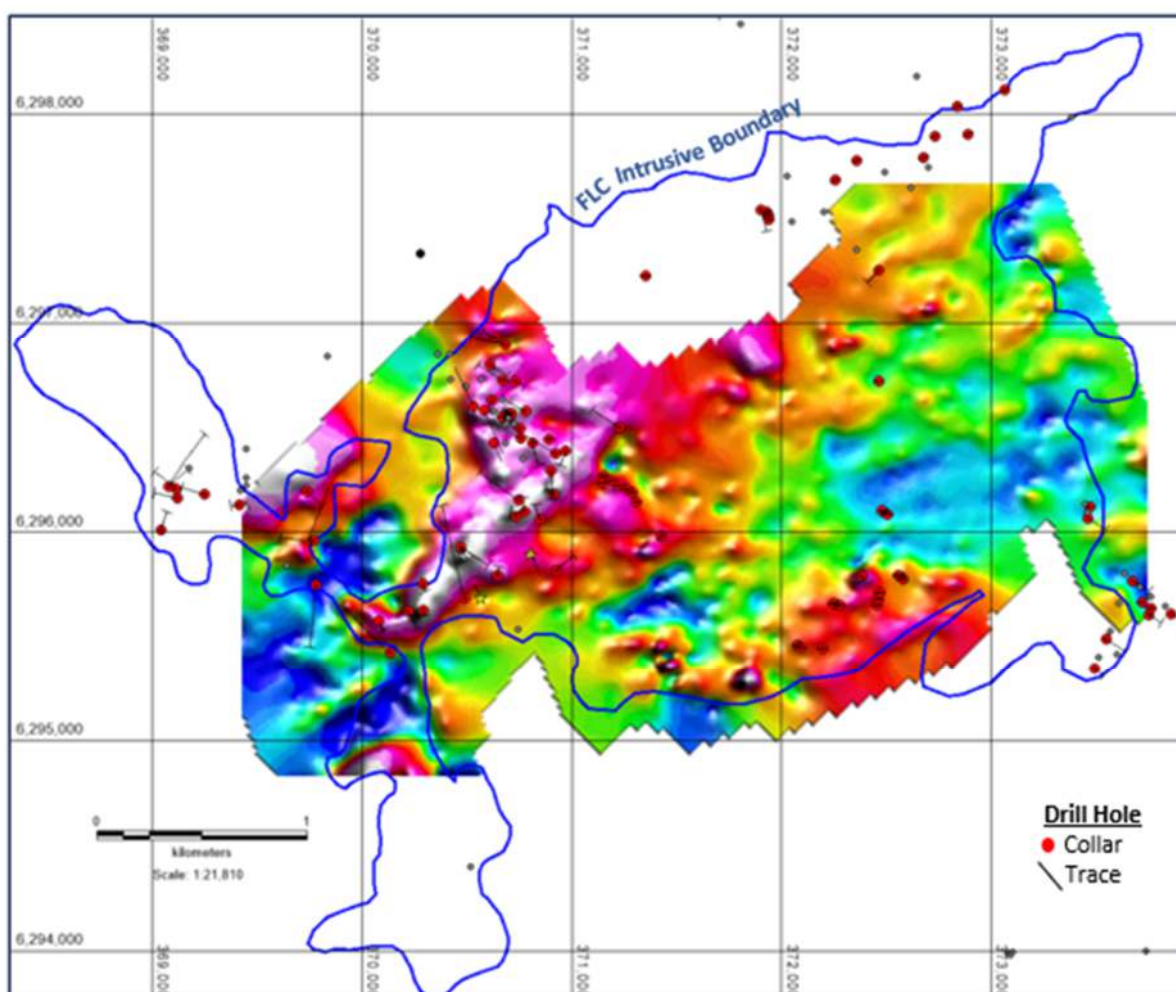 369,000
370,000
371,000
372,000
373,000
6,298,000
FLC Intrusive Boundary
6,297,000
6,296,000
6,295,000
0 1
kilometers
Scale: 1:21,810
Drill Hole
Collar
Trace
6,294,000
369,000
370,000
371,000
372,000
373,000